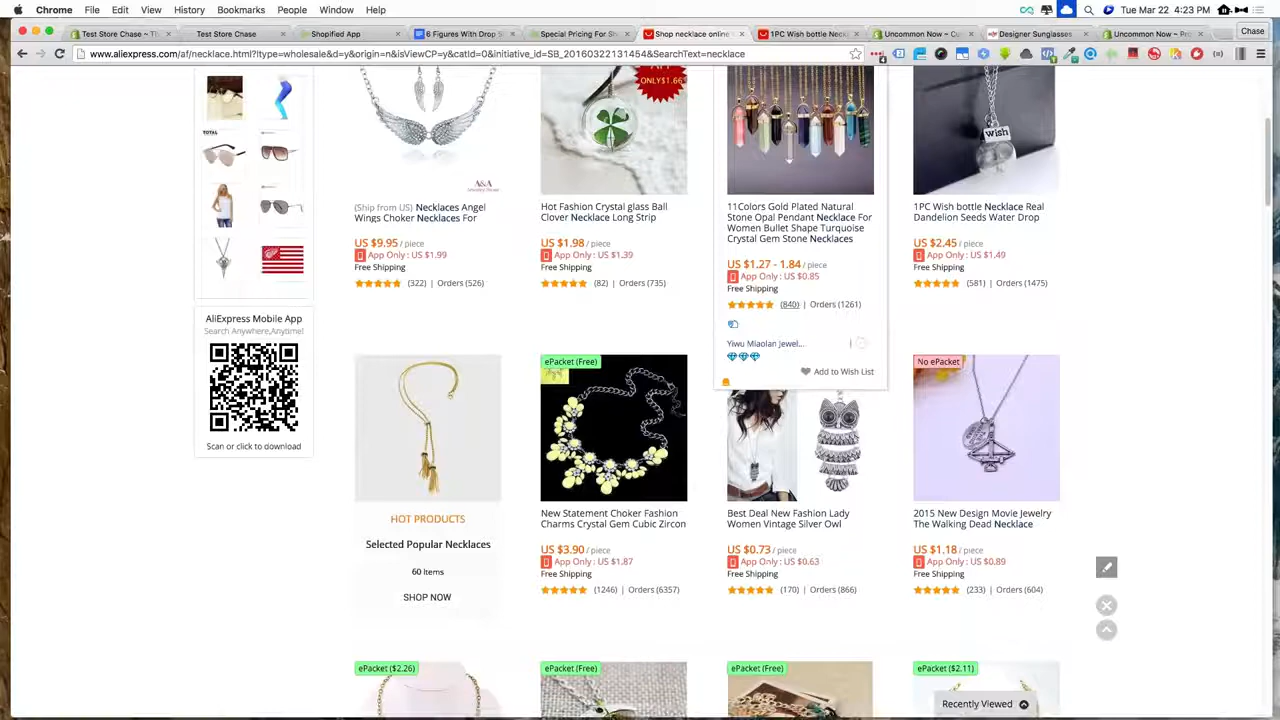 Chrome File Edit View History Bookmarks People Window Help
Tue Mar 22 4:23 PM
Test Store Chase ~ Th
Test Store Chase
Shopified App
6 Figures With Drop S
Special Pricing For Sh
Shop necklace online
1PC Wish bottle Neck
Uncommon Now ~ Cu
Designer Sunglasses
Uncommon Now ~ Pro
Chase
www.aliexpress.com/af/necklace.html?ltype=wholesale&d=y&origin=n&isViewCP=y&catId=0&initiative_id=SB_20160322131454&SearchText=necklace
TOTAL
AliExpress Mobile App
Search Anywhere,Anytime!
Scan or click to download
A&A
(Ship from US) Necklaces Angel
Wings Choker Necklaces For
US $9.95 / piece
App Only : US $1.99
Free Shipping
(322) | Orders (526)
ONLY$1.66
Hot Fashion Crystal glass Ball
Clover Necklace Long Strip
US $1.98 / piece
App Only : US $1.39
Free Shipping
(82) | Orders (735)
11Colors Gold Plated Natural
Stone Opal Pendant Necklace For
Women Bullet Shape Turquoise
Crystal Gem Stone Necklaces
US $1.27 - 1.84 / piece
App Only : US $0.85
Free Shipping
(840) | Orders (1261)
Yiwu Miaolan Jewel...
Add to Wish List
wish
1PC Wish bottle Necklace Real
Dandelion Seeds Water Drop
US $2.45 / piece
App Only : US $1.49
Free Shipping
(581) | Orders (1475)
HOT PRODUCTS
Selected Popular Necklaces
60 Items
SHOP NOW
ePacket (Free)
New Statement Choker Fashion
Charms Crystal Gem Cubic Zircon
US $3.90 / piece
App Only : US $1.87
Free Shipping
(1246) | Orders (6357)
Best Deal New Fashion Lady
Women Vintage Silver Owl
US $0.73 / piece
App Only : US $0.63
Free Shipping
(170) | Orders (866)
No ePacket
2015 New Design Movie Jewelry
The Walking Dead Necklace
US $1.18 / piece
App Only : US $0.89
Free Shipping
(233) | Orders (604)
ePacket ($2.26)
ePacket (Free)
ePacket (Free)
ePacket ($2.11)
Recently Viewed